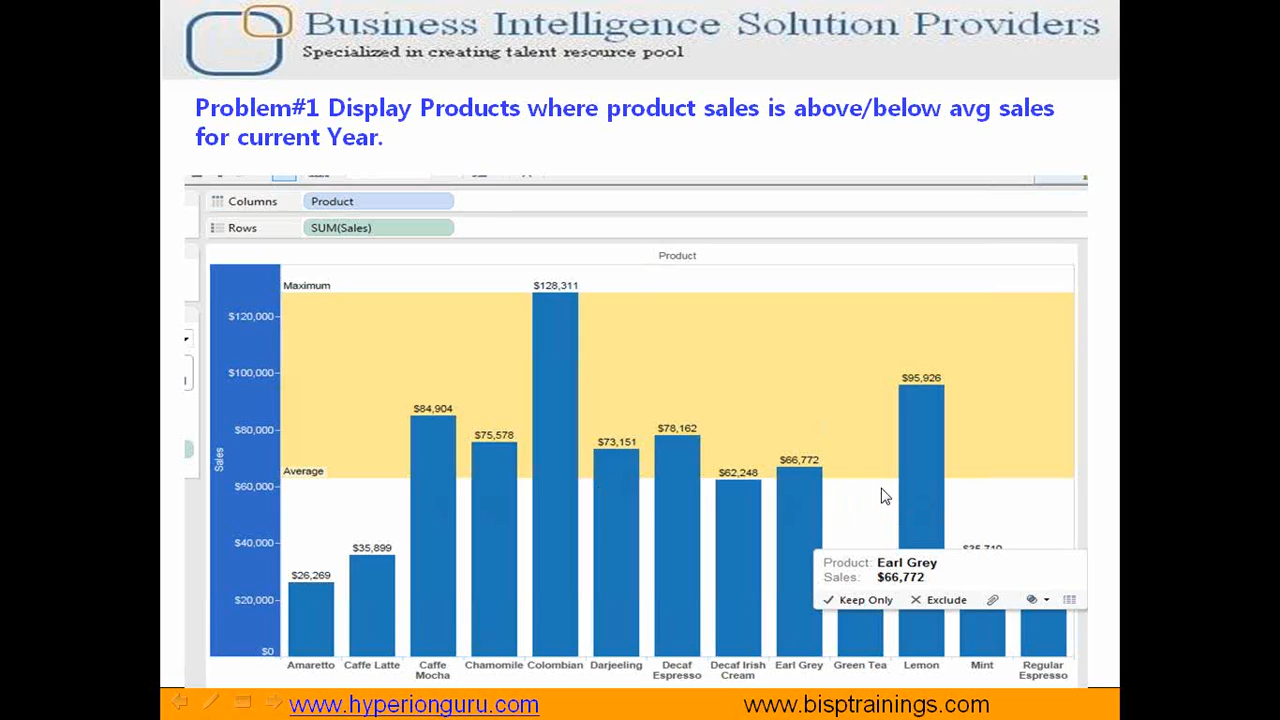 Business Intelligence Solution Providers
Specialized in creating talent resource pool
Problem#1 Display Products where product sales is above/below avg sales
for current Year.
Columns Product
Rows SUM(Sales)
Product
Maximum
$128,311
$120,000
$100,000
$95,926
$84,904
$80,000
$78,162
$75,578
$73,151
$66,772
Average
$62,248
$60,000
Sales
$40,000
$35,899
$26,269
$20,000
$0
Product: Earl Grey
Sales: $66,772
Keep Only Exclude
Amaretto Caffe Latte Caffe Mocha Chamomile Colombian Darjeeling Decaf Espresso Decaf Irish Cream Earl Grey Green Tea Lemon Mint Regular Espresso
www.hyperionguru.com www.bisptrainings.com